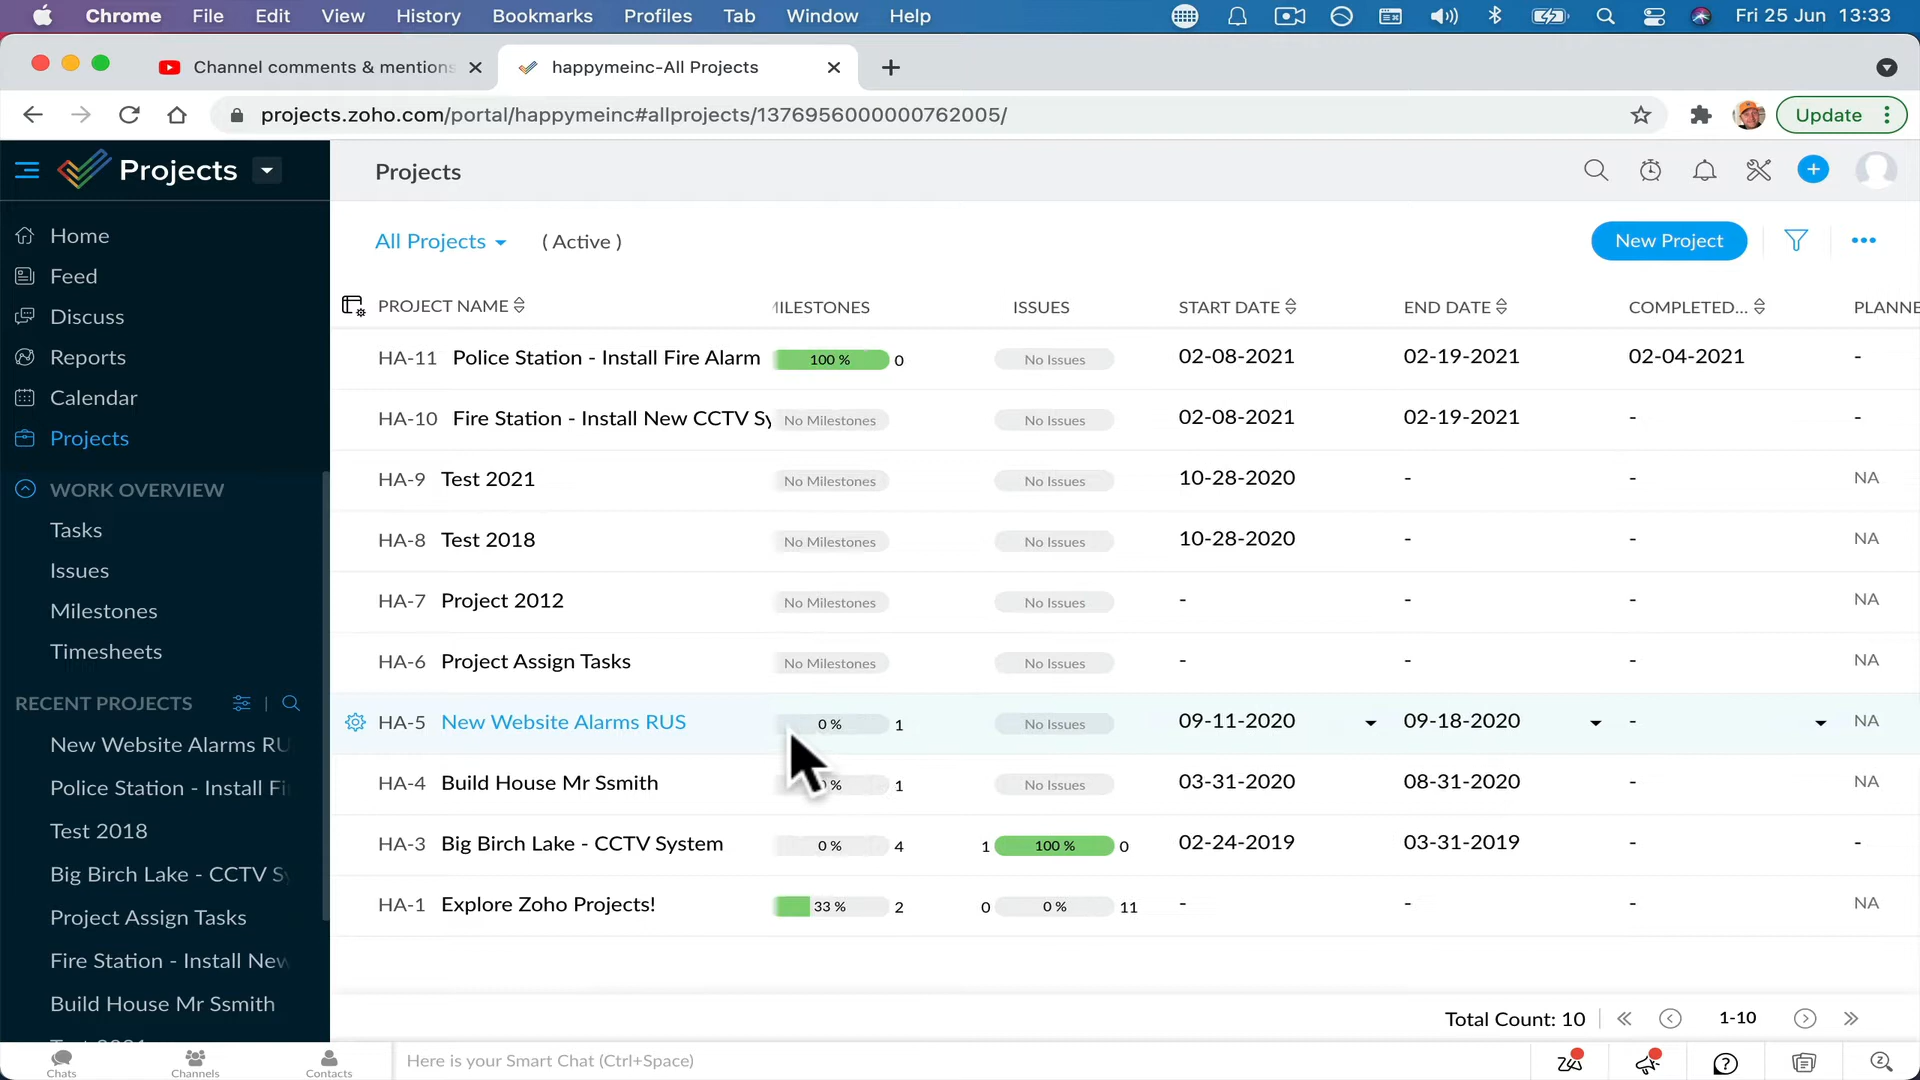 Chrome File Edit View History Bookmarks Profiles Tab Window Help Fri 25 Jun 13:33
Channel comments & mentions happymeinc-All Projects
projects.zoho.com/portal/happymeinc#allprojects/1376956000000762005/ Update
Projects
Projects
Home
Feed
Discuss
Reports
Calendar
Projects
WORK OVERVIEW
Tasks
Issues
Milestones
Timesheets
RECENT PROJECTS
New Website Alarms RU
Police Station - Install Fi
Test 2018
Big Birch Lake - CCTV S
Project Assign Tasks
Fire Station - Install New
Build House Mr Ssmith
All Projects ( Active ) New Project
PROJECT NAME MILESTONES ISSUES START DATE END DATE COMPLETED... PLANNE
HA-11 Police Station - Install Fire Alarm 100 % 0 No Issues 02-08-2021 02-19-2021 02-04-2021 -
HA-10 Fire Station - Install New CCTV Sy No Milestones No Issues 02-08-2021 02-19-2021 - -
HA-9 Test 2021 No Milestones No Issues 10-28-2020 - - NA
HA-8 Test 2018 No Milestones No Issues 10-28-2020 - - NA
HA-7 Project 2012 No Milestones No Issues - - - NA
HA-6 Project Assign Tasks No Milestones No Issues - - - NA
HA-5 New Website Alarms RUS 0 % 1 No Issues 09-11-2020 09-18-2020 - NA
HA-4 Build House Mr Ssmith % 1 No Issues 03-31-2020 08-31-2020 - NA
HA-3 Big Birch Lake - CCTV System 0 % 4 1 100 % 0 02-24-2019 03-31-2019 - -
HA-1 Explore Zoho Projects! 33 % 2 0 0 % 11 - - - NA
Total Count: 10 1-10
Chats Channels Contacts Here is your Smart Chat (Ctrl+Space)